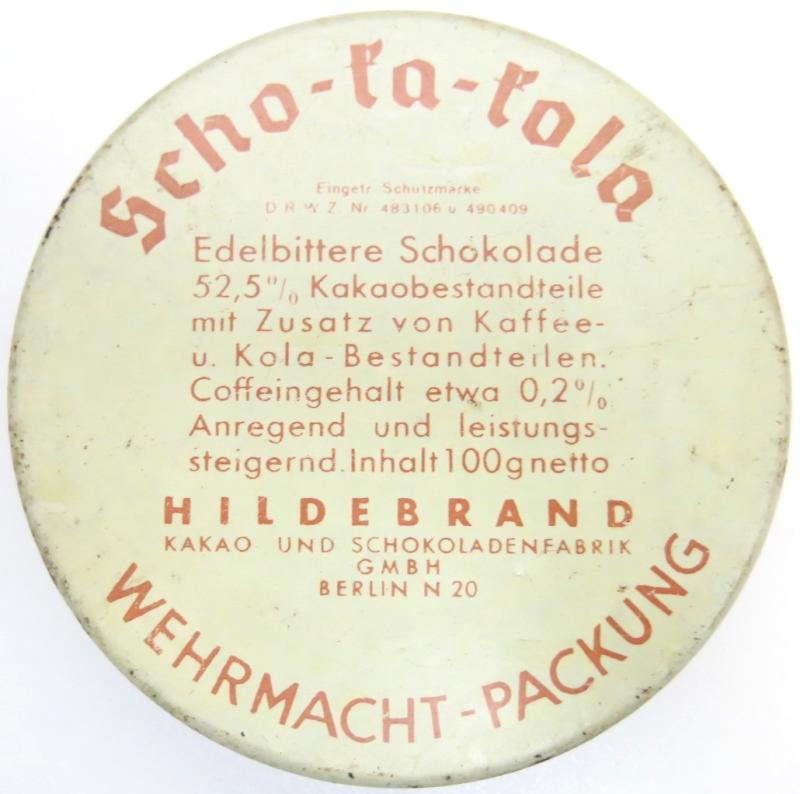 Scho-ka-kola
Eingetr. Schutzmarke
D.R.W.Z. Nr. 483106 u. 490409
Edelbittere Schokolade
52,5% Kakaobestandteile
mit Zusatz von Kaffee-
u. Kola-Bestandteilen.
Coffeingehalt etwa 0,2%
Anregend und leistungs-
steigernd. Inhalt 100g netto
HILDEBRAND
KAKAO UND SCHOKOLADENFABRIK
GMBH
BERLIN N 20
WEHRMACHT-PACKUNG